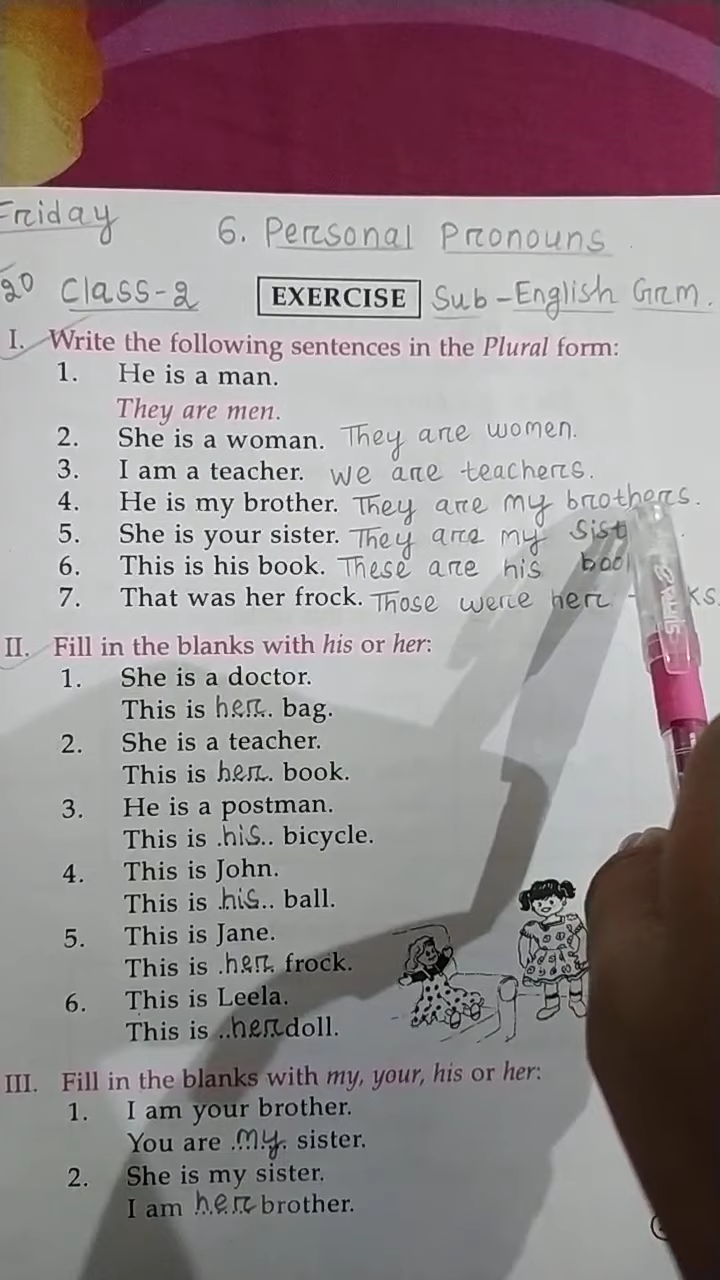 Friday 6. Personal Pronouns
20 Class-2 EXERCISE Sub-English Grm.
I. Write the following sentences in the Plural form:
1. He is a man.
They are men.
2. She is a woman. They are women.
3. I am a teacher. we are teachers.
4. He is my brother. They are my brothers.
5. She is your sister. They are my
6. This is his book. These are his
7. That was her frock. Those were her
II. Fill in the blanks with his or her:
1. She is a doctor.
This is her. bag.
2. She is a teacher.
This is her. book.
3. He is a postman.
This is .his.. bicycle.
4. This is John.
This is .his.. ball.
5. This is Jane.
This is .her. frock.
6. This is Leela.
This is ..her doll.
III. Fill in the blanks with my, your, his or her:
1. I am your brother.
You are .my. sister.
2. She is my sister.
I am her brother.